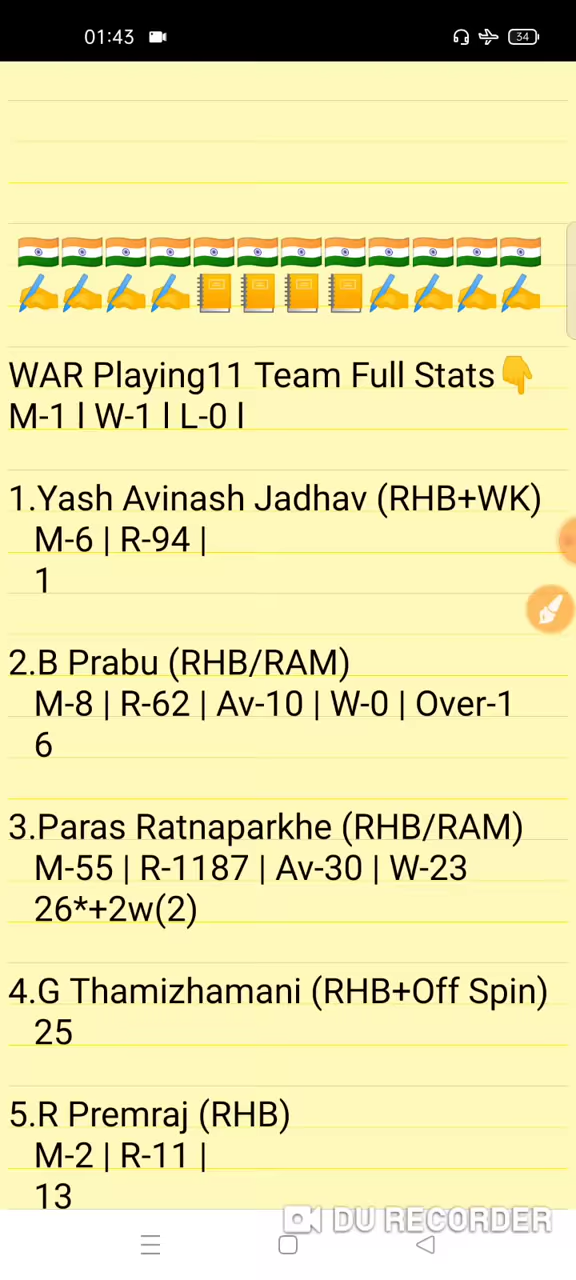 01:43
34
WAR Playing11 Team Full Stats👇
M-1 l W-1 l L-0 l
1.Yash Avinash Jadhav (RHB+WK)
M-6 | R-94 |
1
2.B Prabu (RHB/RAM)
M-8 | R-62 | Av-10 | W-0 | Over-1
6
3.Paras Ratnaparkhe (RHB/RAM)
M-55 | R-1187 | Av-30 | W-23
26*+2w(2)
4.G Thamizhamani (RHB+Off Spin)
25
5.R Premraj (RHB)
M-2 | R-11 |
13
DU RECORDER